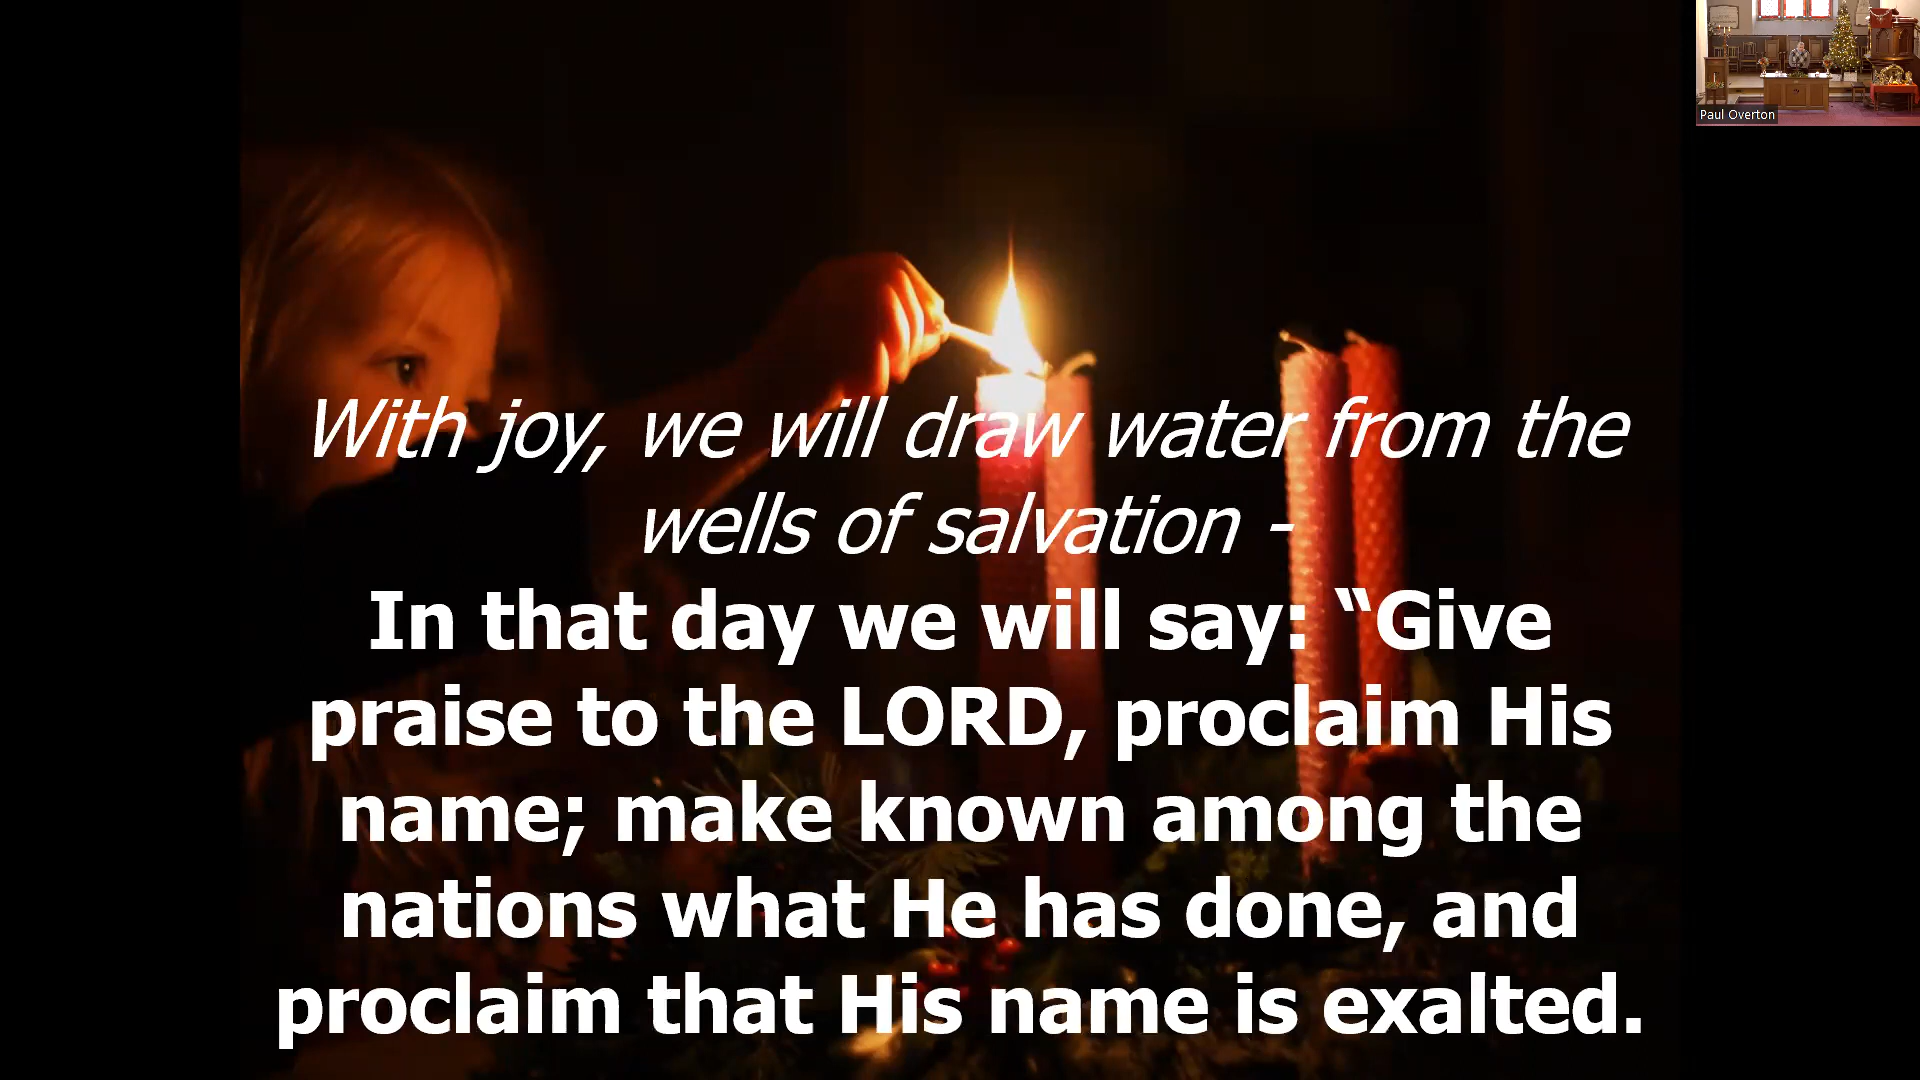 Paul Overton
With joy, we will draw water from the
wells of salvation -
In that day we will say: “Give
praise to the LORD, proclaim His
name; make known among the
nations what He has done, and
proclaim that His name is exalted.